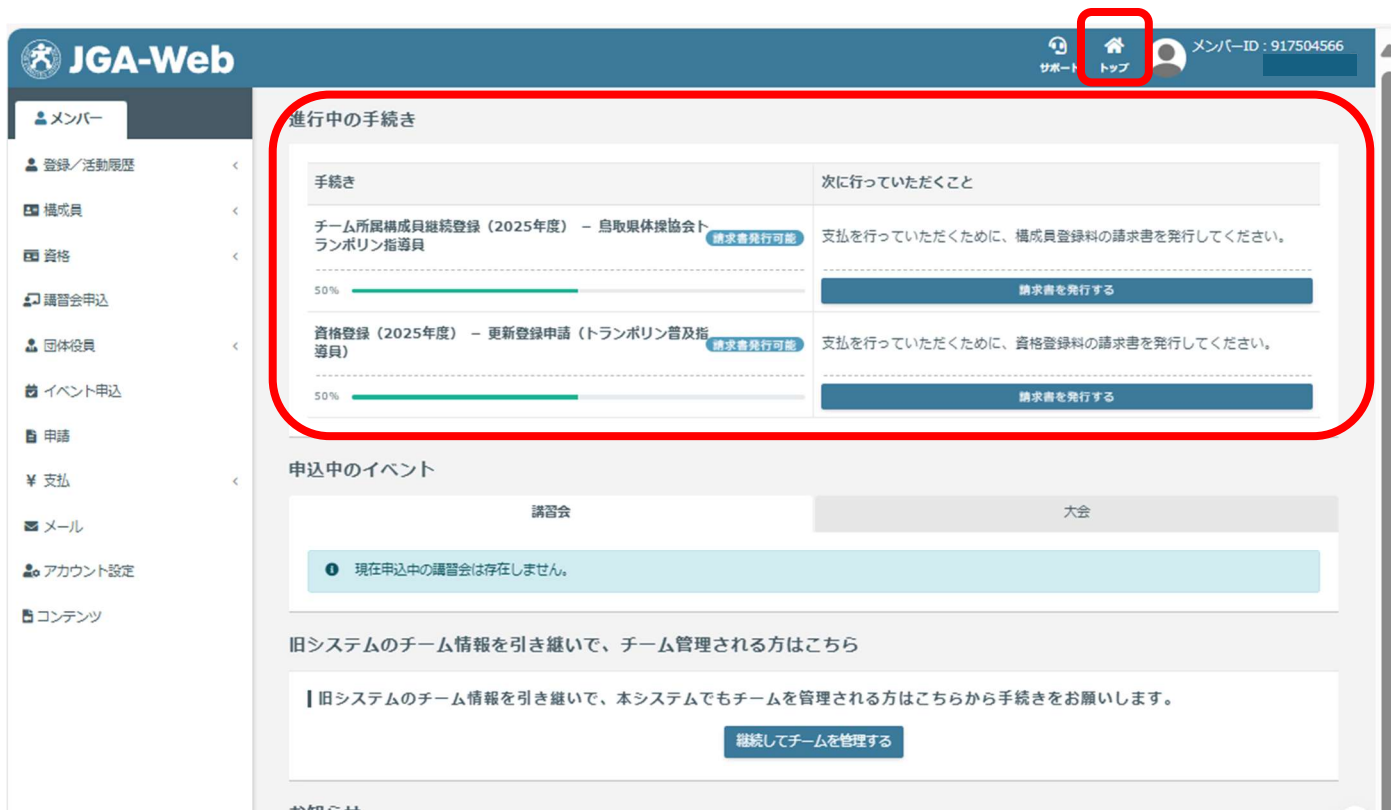 JGA-Web
サポート
トップ
メンバーID : 917504566
メンバー
登録／活動履歴
構成員
資格
講習会申込
団体役員
イベント申込
申請
支払
メール
アカウント設定
コンテンツ
進行中の手続き
手続き
次に行っていただくこと
チーム所属構成員継続登録（2025年度） － 鳥取県体操協会ト
ランポリン指導員
請求書発行可能
支払を行っていただくために、構成員登録料の請求書を発行してください。
50%
請求書を発行する
資格登録（2025年度） － 更新登録申請（トランポリン普及指
導員）
請求書発行可能
支払を行っていただくために、資格登録料の請求書を発行してください。
50%
請求書を発行する
申込中のイベント
講習会
大会
現在申込中の講習会は存在しません。
旧システムのチーム情報を引き継いで、チーム管理される方はこちら
旧システムのチーム情報を引き継いで、本システムでもチームを管理される方はこちらから手続きをお願いします。
継続してチームを管理する
お知らせ